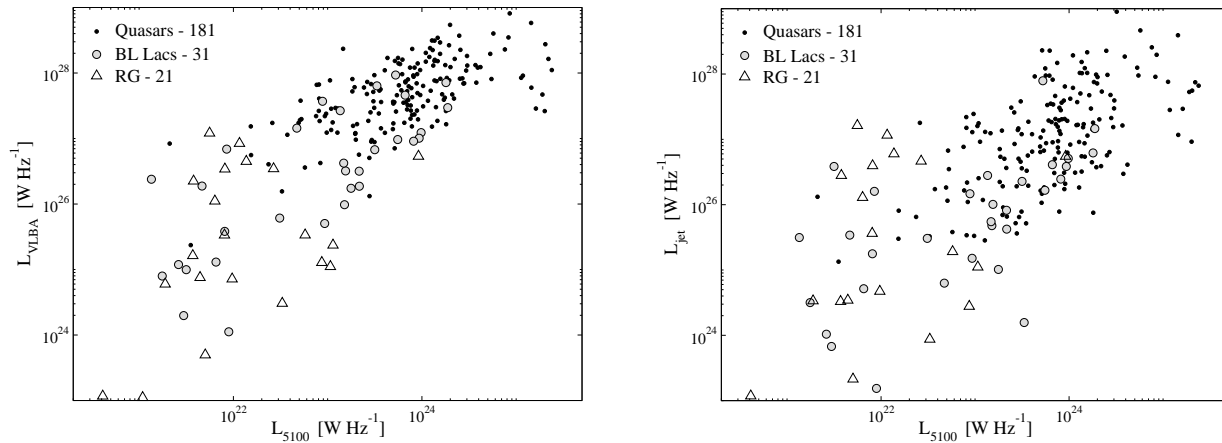 Quasars - 181
BL Lacs - 31
RG - 21
10^28
10^26
10^24
L_VLBA [W Hz^-1]
10^22
10^24
L_5100 [W Hz^-1]
Quasars - 181
BL Lacs - 31
RG - 21
10^28
10^26
10^24
L_jet [W Hz^-1]
10^22
10^24
L_5100 [W Hz^-1]